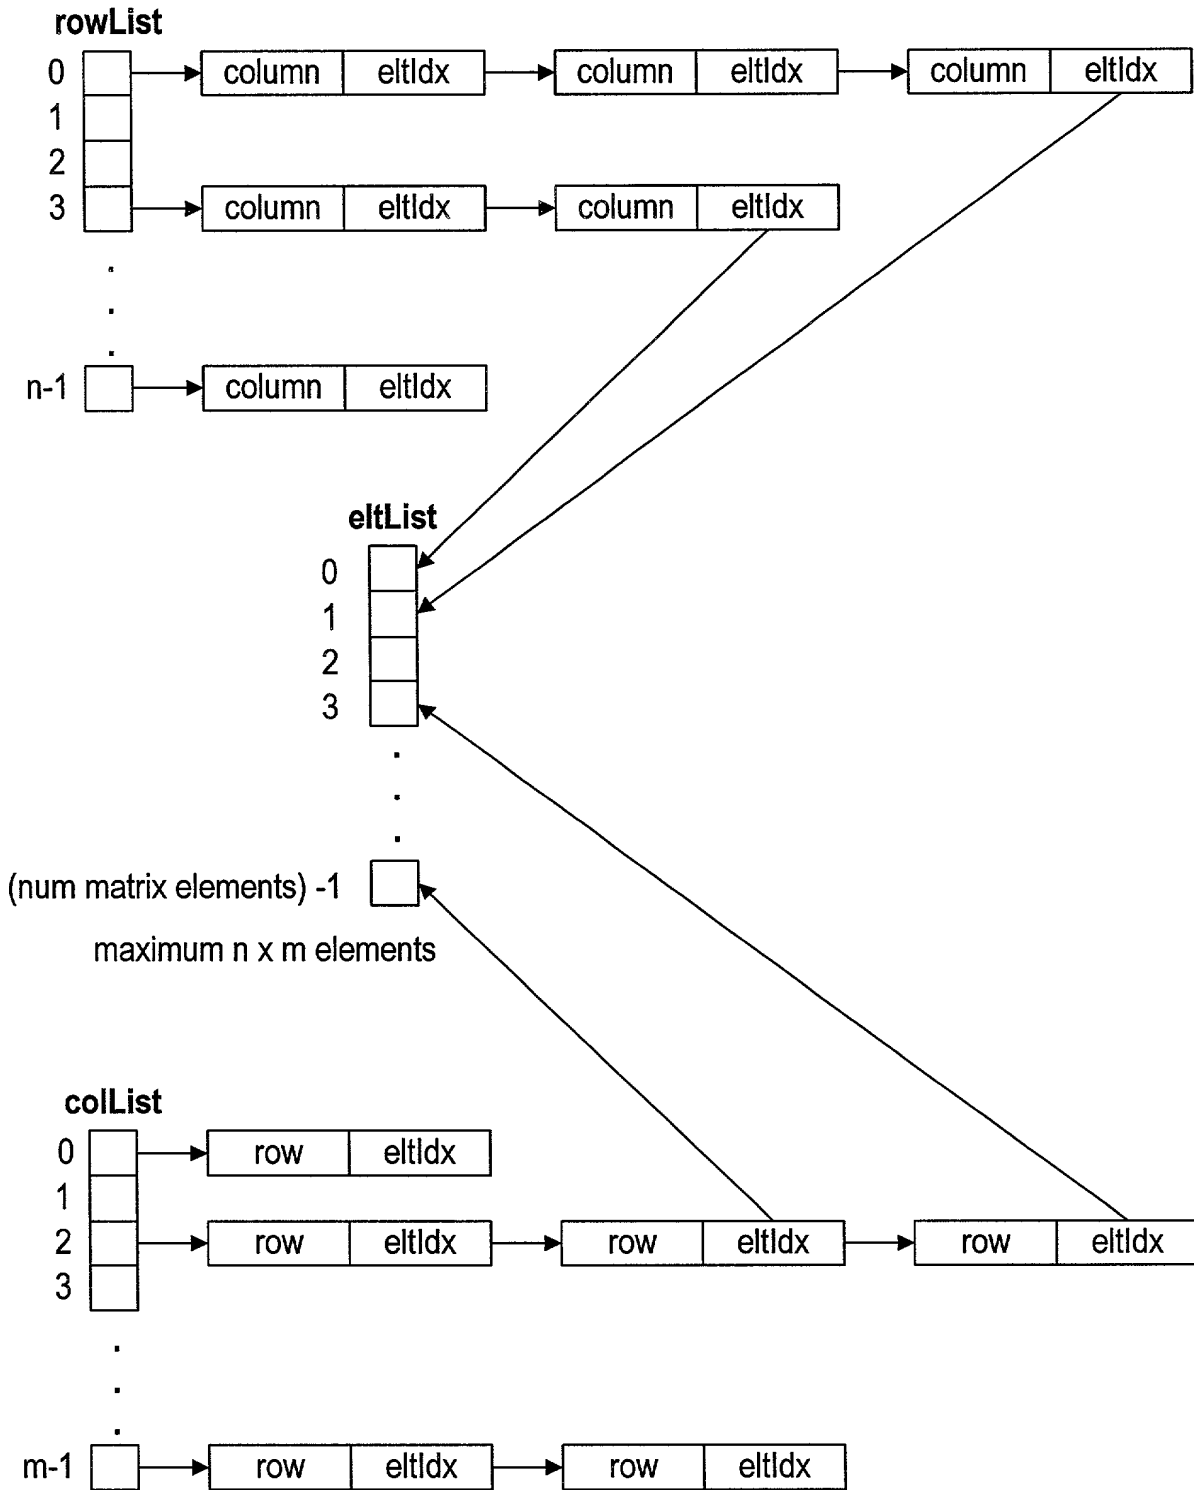 rowList
0 column eltIdx column eltIdx column eltIdx
1
2
3 column eltIdx column eltIdx
.
.
.
n-1 column eltIdx
eltList
0
1
2
3
.
.
.
(num matrix elements) -1
maximum n x m elements
colList
0 row eltIdx
1
2 row eltIdx row eltIdx row eltIdx
3
.
.
.
m-1 row eltIdx row eltIdx